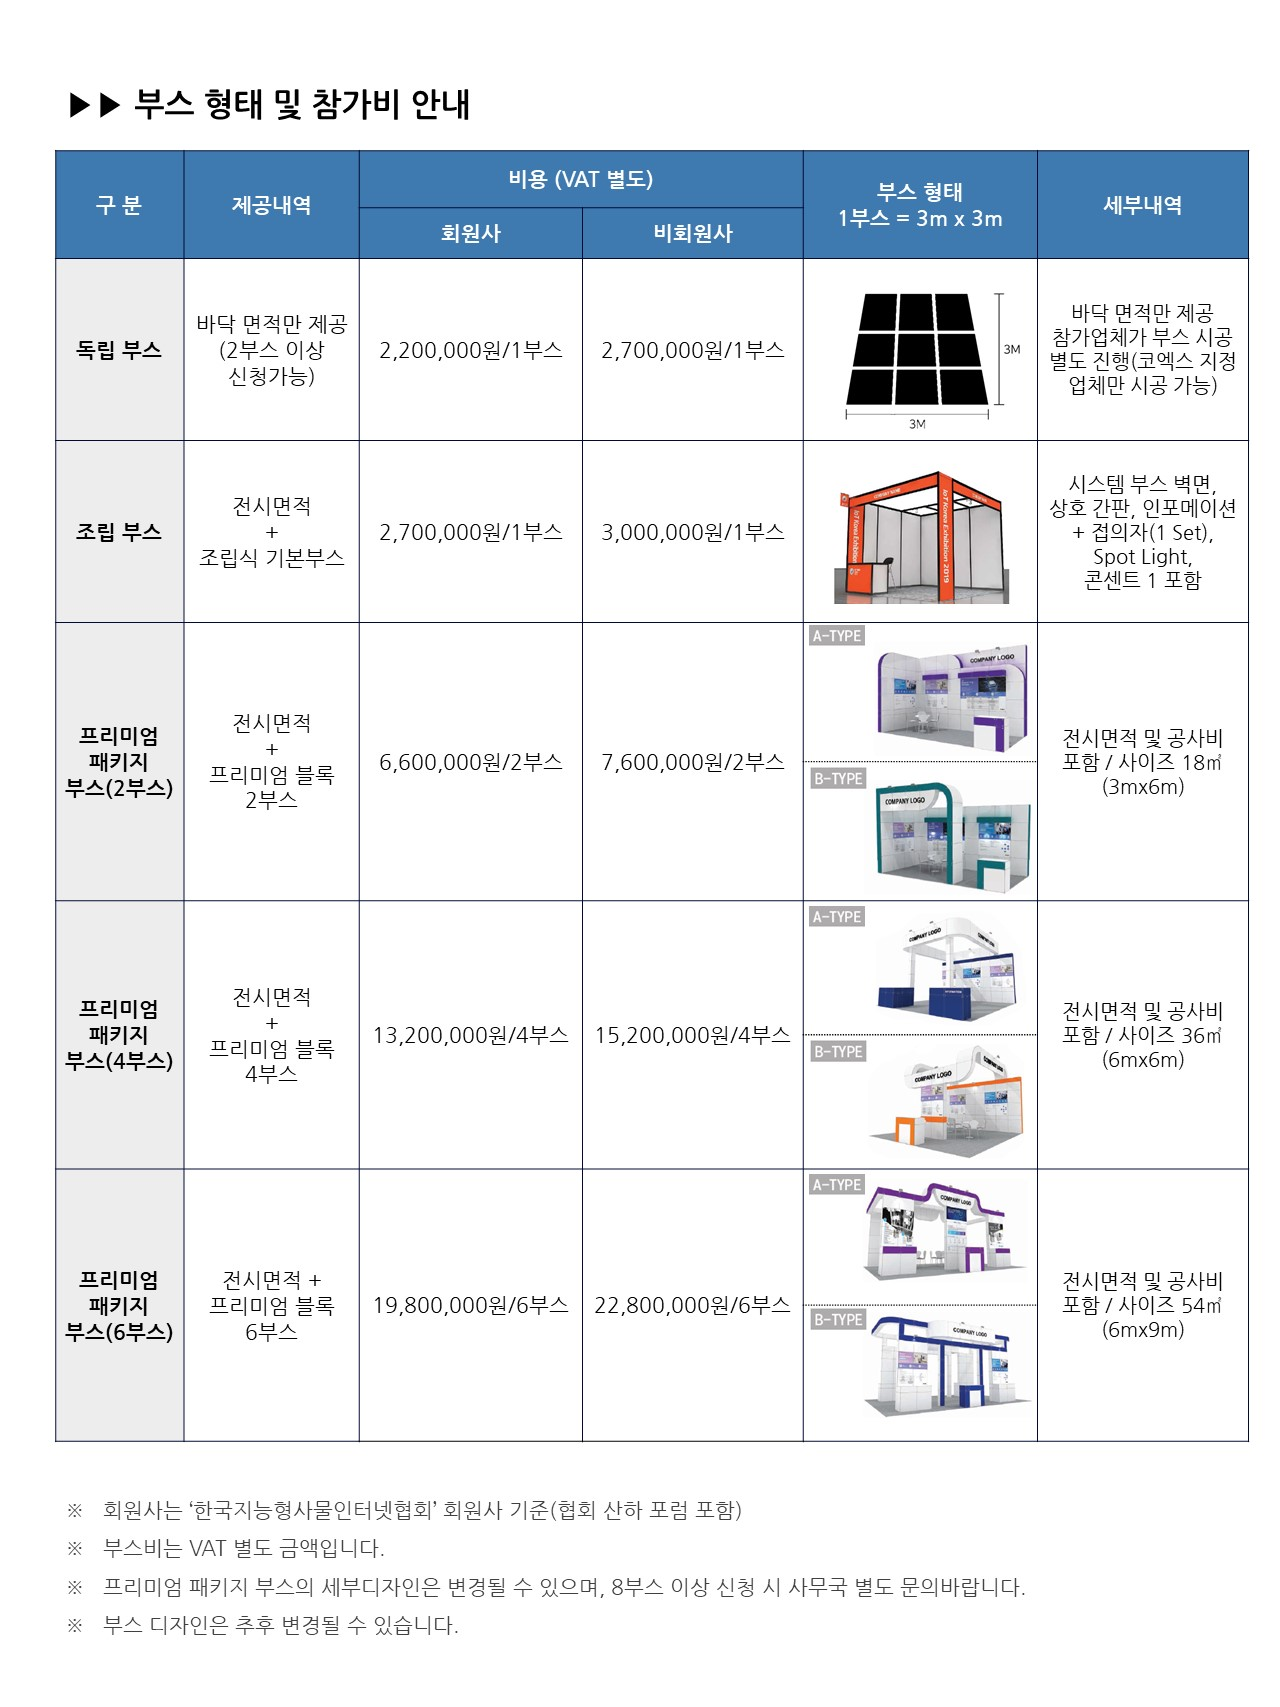 ▶▶ 부스 형태 및 참가비 안내
구 분
제공내역
비용 (VAT 별도)
회원사
비회원사
부스 형태
1부스 = 3m x 3m
세부내역
독립 부스
바닥 면적만 제공
(2부스 이상
신청가능)
2,200,000원/1부스
2,700,000원/1부스
3M
3M
바닥 면적만 제공
참가업체가 부스 시공
별도 진행(코엑스 지정
업체만 시공 가능)
조립 부스
전시면적
+
조립식 기본부스
2,700,000원/1부스
3,000,000원/1부스
IoT Korea Exhibition
IoT Korea Exhibition 2019
시스템 부스 벽면,
상호 간판, 인포메이션
+ 접의자(1 Set),
Spot Light,
콘센트 1 포함
프리미엄
패키지
부스(2부스)
전시면적
+
프리미엄 블록
2부스
6,600,000원/2부스
7,600,000원/2부스
A-TYPE
COMPANY LOGO
B-TYPE
COMPANY LOGO
전시면적 및 공사비
포함 / 사이즈 18㎡
(3mx6m)
프리미엄
패키지
부스(4부스)
전시면적
+
프리미엄 블록
4부스
13,200,000원/4부스
15,200,000원/4부스
A-TYPE
COMPANY LOGO
COMPANY LOGO
B-TYPE
COMPANY LOGO
전시면적 및 공사비
포함 / 사이즈 36㎡
(6mx6m)
프리미엄
패키지
부스(6부스)
전시면적 +
프리미엄 블록
6부스
19,800,000원/6부스
22,800,000원/6부스
A-TYPE
COMPANY LOGO
B-TYPE
COMPANY LOGO
전시면적 및 공사비
포함 / 사이즈 54㎡
(6mx9m)
※ 회원사는 ‘한국지능형사물인터넷협회’ 회원사 기준(협회 산하 포럼 포함)
※ 부스비는 VAT 별도 금액입니다.
※ 프리미엄 패키지 부스의 세부디자인은 변경될 수 있으며, 8부스 이상 신청 시 사무국 별도 문의바랍니다.
※ 부스 디자인은 추후 변경될 수 있습니다.